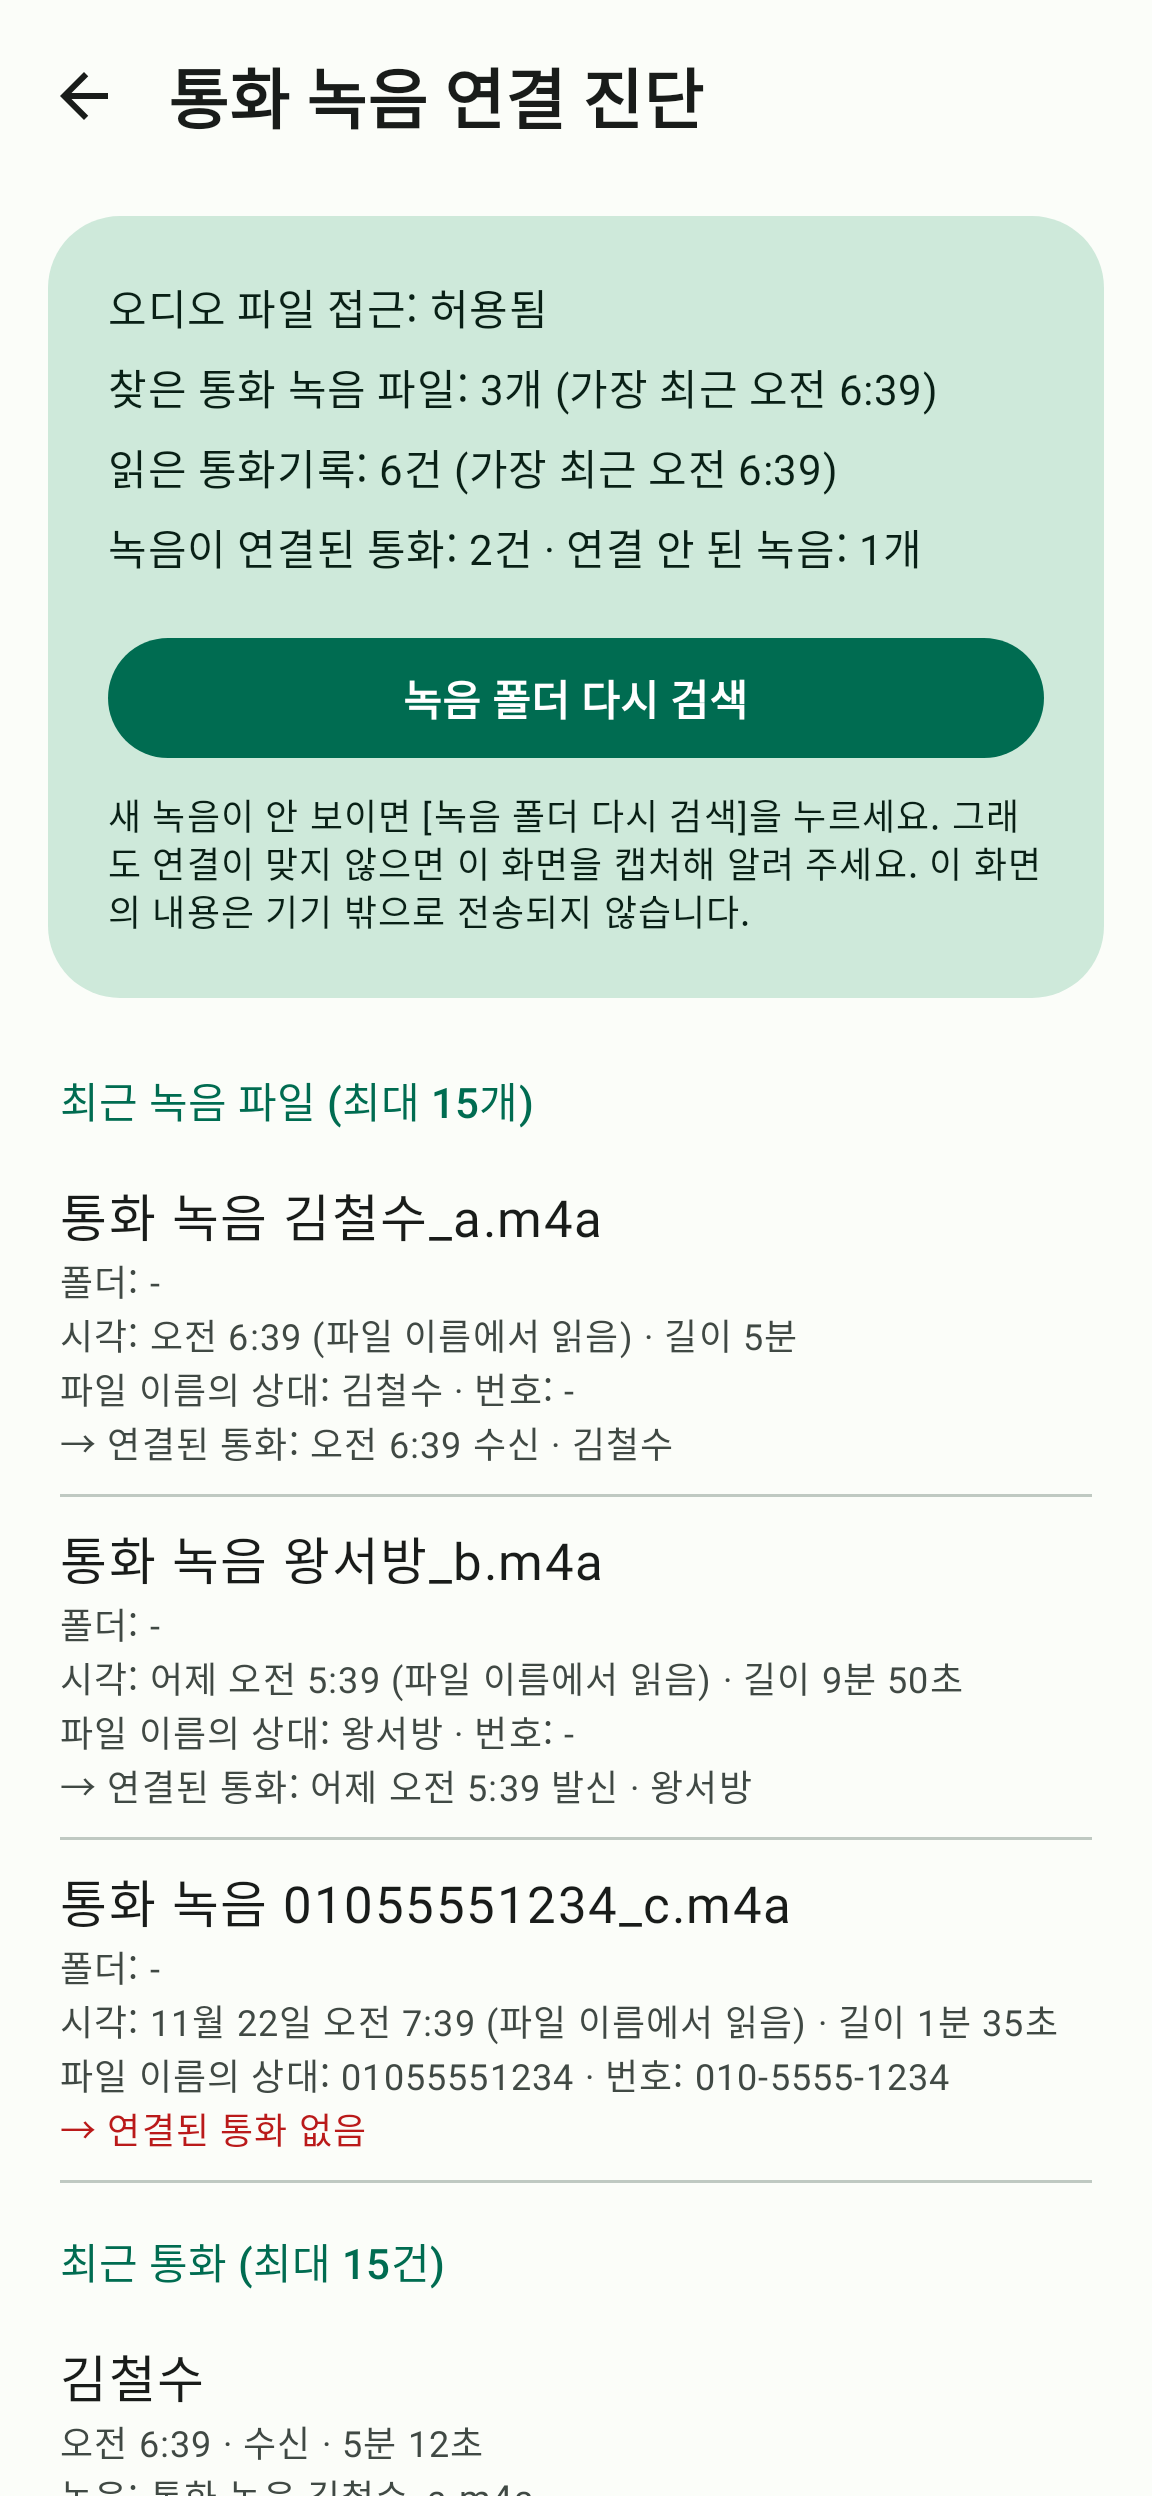 통화 녹음 연결 진단
오디오 파일 접근: 허용됨
찾은 통화 녹음 파일: 3개 (가장 최근 오전 6:39)
읽은 통화기록: 6건 (가장 최근 오전 6:39)
녹음이 연결된 통화: 2건 · 연결 안 된 녹음: 1개
녹음 폴더 다시 검색
새 녹음이 안 보이면 [녹음 폴더 다시 검색]을 누르세요. 그래
도 연결이 맞지 않으면 이 화면을 캡처해 알려 주세요. 이 화면
의 내용은 기기 밖으로 전송되지 않습니다.
최근 녹음 파일 (최대 15개)
통화 녹음 김철수_a.m4a
폴더: -
시각: 오전 6:39 (파일 이름에서 읽음) · 길이 5분
파일 이름의 상대: 김철수 · 번호: -
→ 연결된 통화: 오전 6:39 수신 · 김철수
통화 녹음 왕서방_b.m4a
폴더: -
시각: 어제 오전 5:39 (파일 이름에서 읽음) · 길이 9분 50초
파일 이름의 상대: 왕서방 · 번호: -
→ 연결된 통화: 어제 오전 5:39 발신 · 왕서방
통화 녹음 01055551234_c.m4a
폴더: -
시각: 11월 22일 오전 7:39 (파일 이름에서 읽음) · 길이 1분 35초
파일 이름의 상대: 01055551234 · 번호: 010-5555-1234
→ 연결된 통화 없음
최근 통화 (최대 15건)
김철수
오전 6:39 · 수신 · 5분 12초
녹음: 통화 녹음 김철수_a.m4a